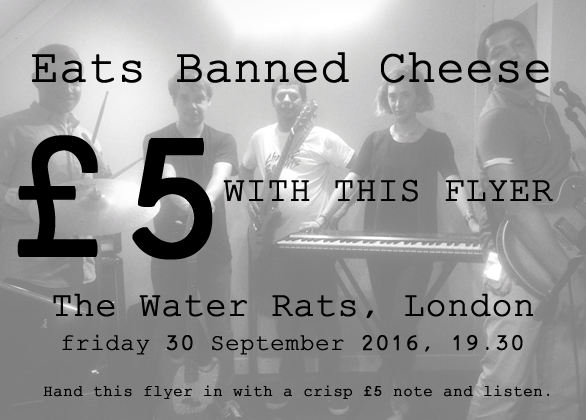 Eats Banned Cheese
£5 WITH THIS FLYER
The Water Rats, London
friday 30 September 2016, 19.30
Hand this flyer in with a crisp £5 note and listen.